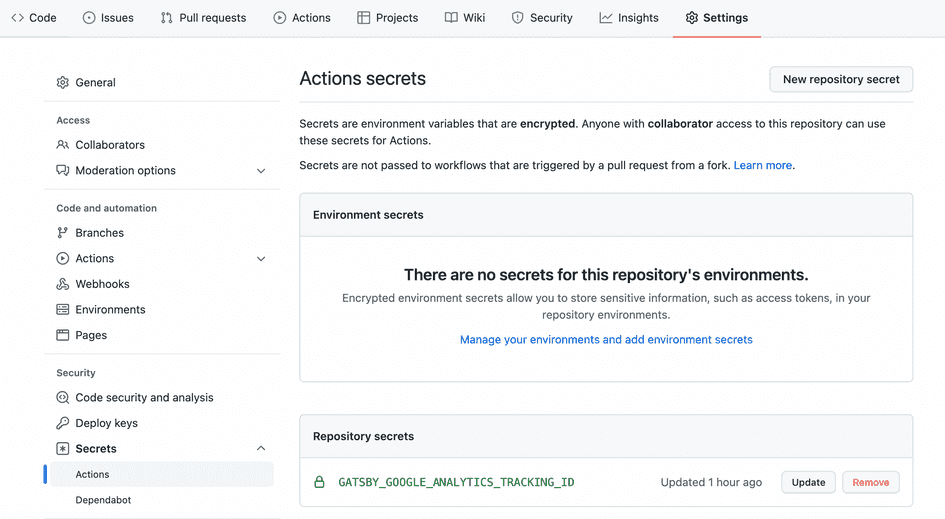 Code Issues Pull requests Actions Projects Wiki Security Insights Settings
General
Access
Collaborators
Moderation options
Code and automation
Branches
Actions
Webhooks
Environments
Pages
Security
Code security and analysis
Deploy keys
Secrets
Actions
Dependabot
Actions secrets
New repository secret
Secrets are environment variables that are encrypted. Anyone with collaborator access to this repository can use
these secrets for Actions.
Secrets are not passed to workflows that are triggered by a pull request from a fork. Learn more.
Environment secrets
There are no secrets for this repository's environments.
Encrypted environment secrets allow you to store sensitive information, such as access tokens, in your
repository environments.
Manage your environments and add environment secrets
Repository secrets
GATSBY_GOOGLE_ANALYTICS_TRACKING_ID Updated 1 hour ago Update Remove